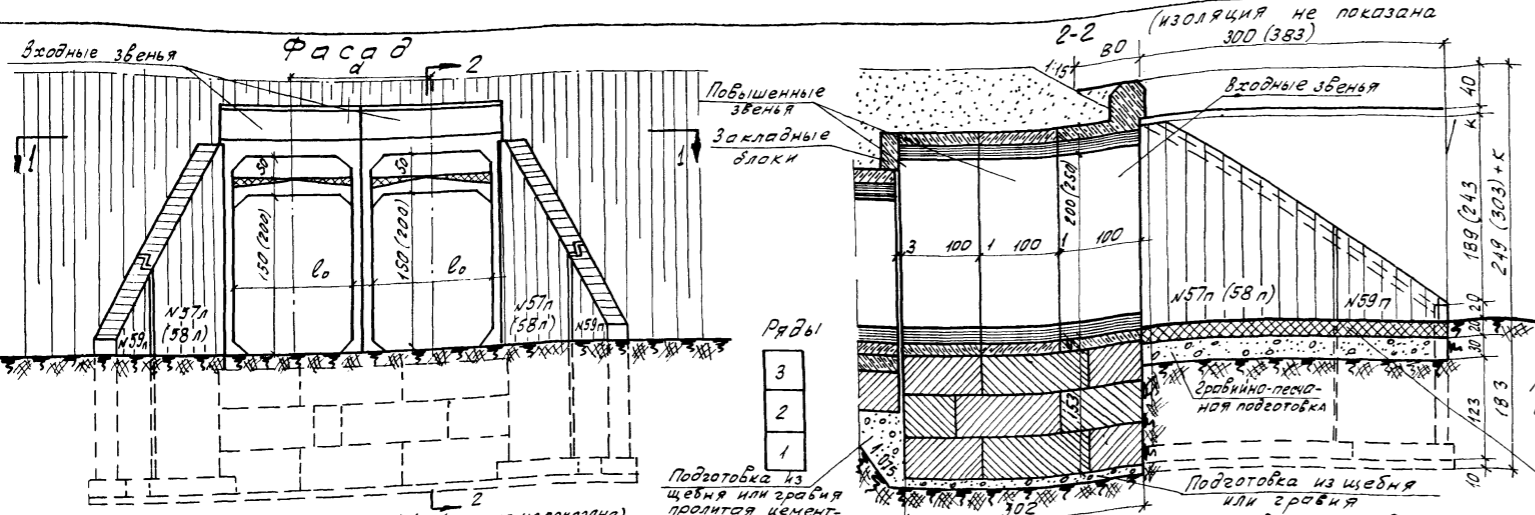 Фасад
Входные звенья
d
2
1
1
50
50
150 (200)
150 (200)
l₀
l₀
N59л
N57л
(58л)
N57п
(58п)
N59п
2
2-2
(изоляция не показана
300 (383)
ВО
1:15
Повышенные
звенья
Закладные
блоки
Входные звенья
40
К
200 (250)
189 (243
249 (303)+К
3
100
1
100
1
100
N57п (58п)
N59п
20
20
30
Ряды
3
2
1
153
Гравийно-песча-
ная подготовка
123
183
1:0,75
10
Подготовка из
щебня или гравия
пролитая цемент-
302
Подготовка из щебня
или гравия